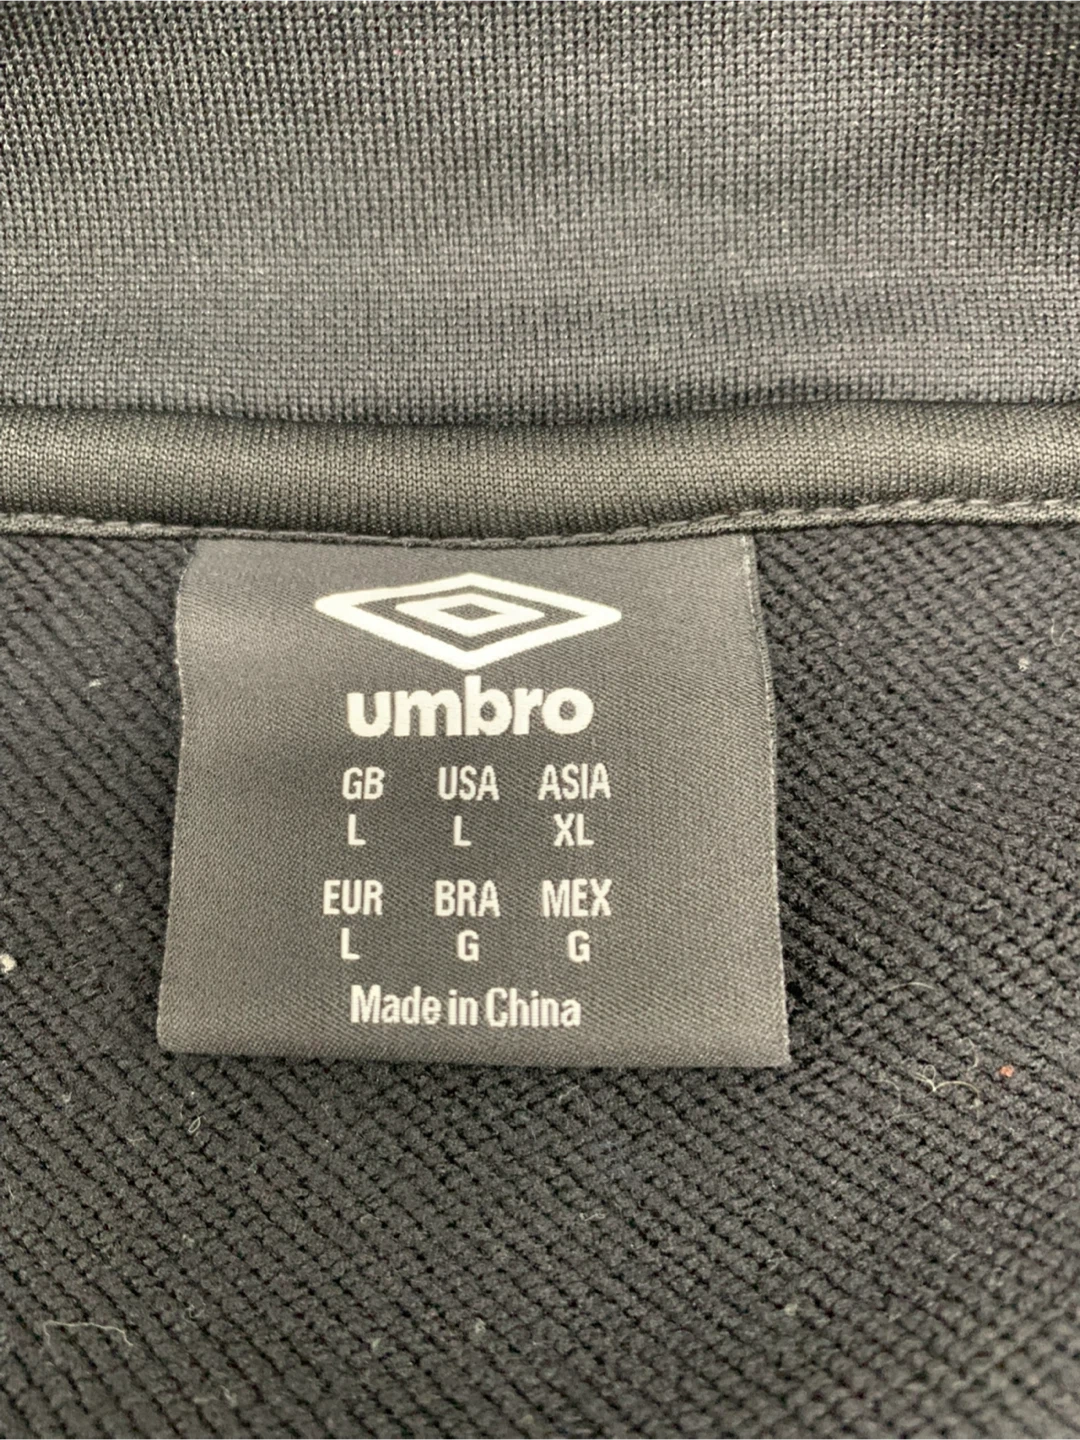 umbro
GB USA ASIA
L L XL
EUR BRA MEX
L G G
Made in China